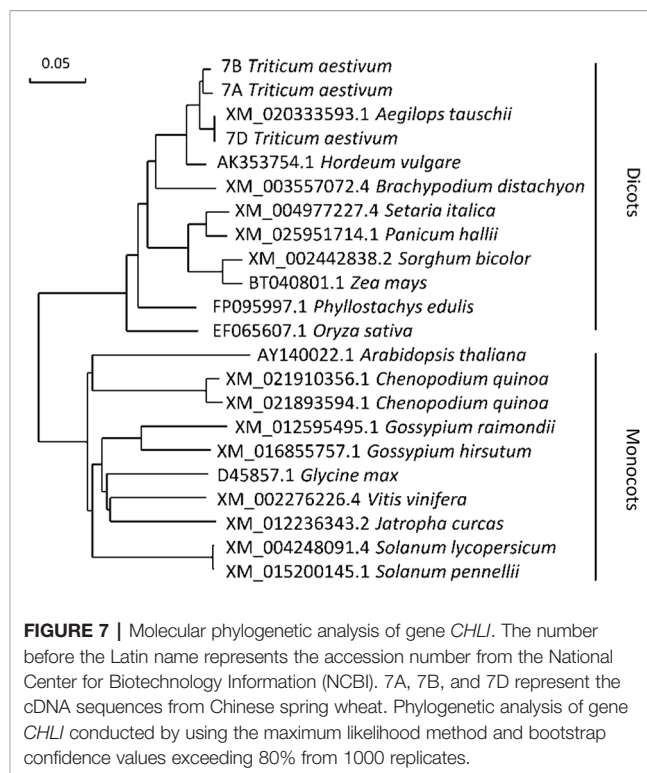 0.05
7B Triticum aestivum
7A Triticum aestivum
XM_020333593.1 Aegilops tauschii
7D Triticum aestivum
AK353754.1 Hordeum vulgare
XM_003557072.4 Brachypodium distachyon
XM_004977227.4 Setaria italica
XM_025951714.1 Panicum hallii
XM_002442838.2 Sorghum bicolor
BT040801.1 Zea mays
FP095997.1 Phyllostachys edulis
EF065607.1 Oryza sativa
Dicots
AY140022.1 Arabidopsis thaliana
XM_021910356.1 Chenopodium quinoa
XM_021893594.1 Chenopodium quinoa
XM_012595495.1 Gossypium raimondii
XM_016855757.1 Gossypium hirsutum
D45857.1 Glycine max
XM_002276226.4 Vitis vinifera
XM_012236343.2 Jatropha curcas
XM_004248091.4 Solanum lycopersicum
XM_015200145.1 Solanum pennellii
Monocots
FIGURE 7 | Molecular phylogenetic analysis of gene CHLI. The number
before the Latin name represents the accession number from the National
Center for Biotechnology Information (NCBI). 7A, 7B, and 7D represent the
cDNA sequences from Chinese spring wheat. Phylogenetic analysis of gene
CHLI conducted by using the maximum likelihood method and bootstrap
confidence values exceeding 80% from 1000 replicates.